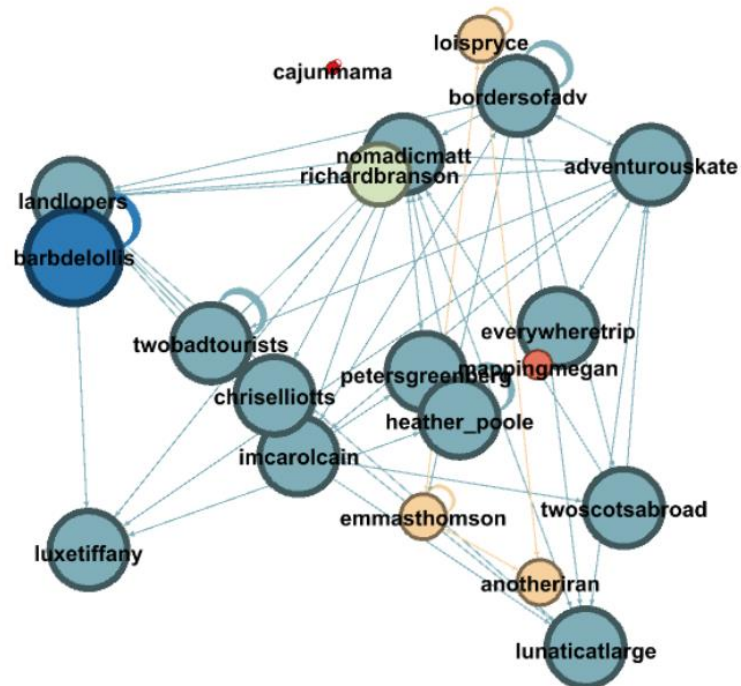 loispryce
cajunmama
bordersofadv
nomadicmatt
richardbranson
adventurouskate
landlopers
barbdelollis
twobadtourists
everywheretrip
mappingmegan
petersgreenberg
chriselliotts
heather_poole
imcarolcain
twoscotsabroad
emmasthomson
luxetiffany
anotheriran
lunaticatlarge